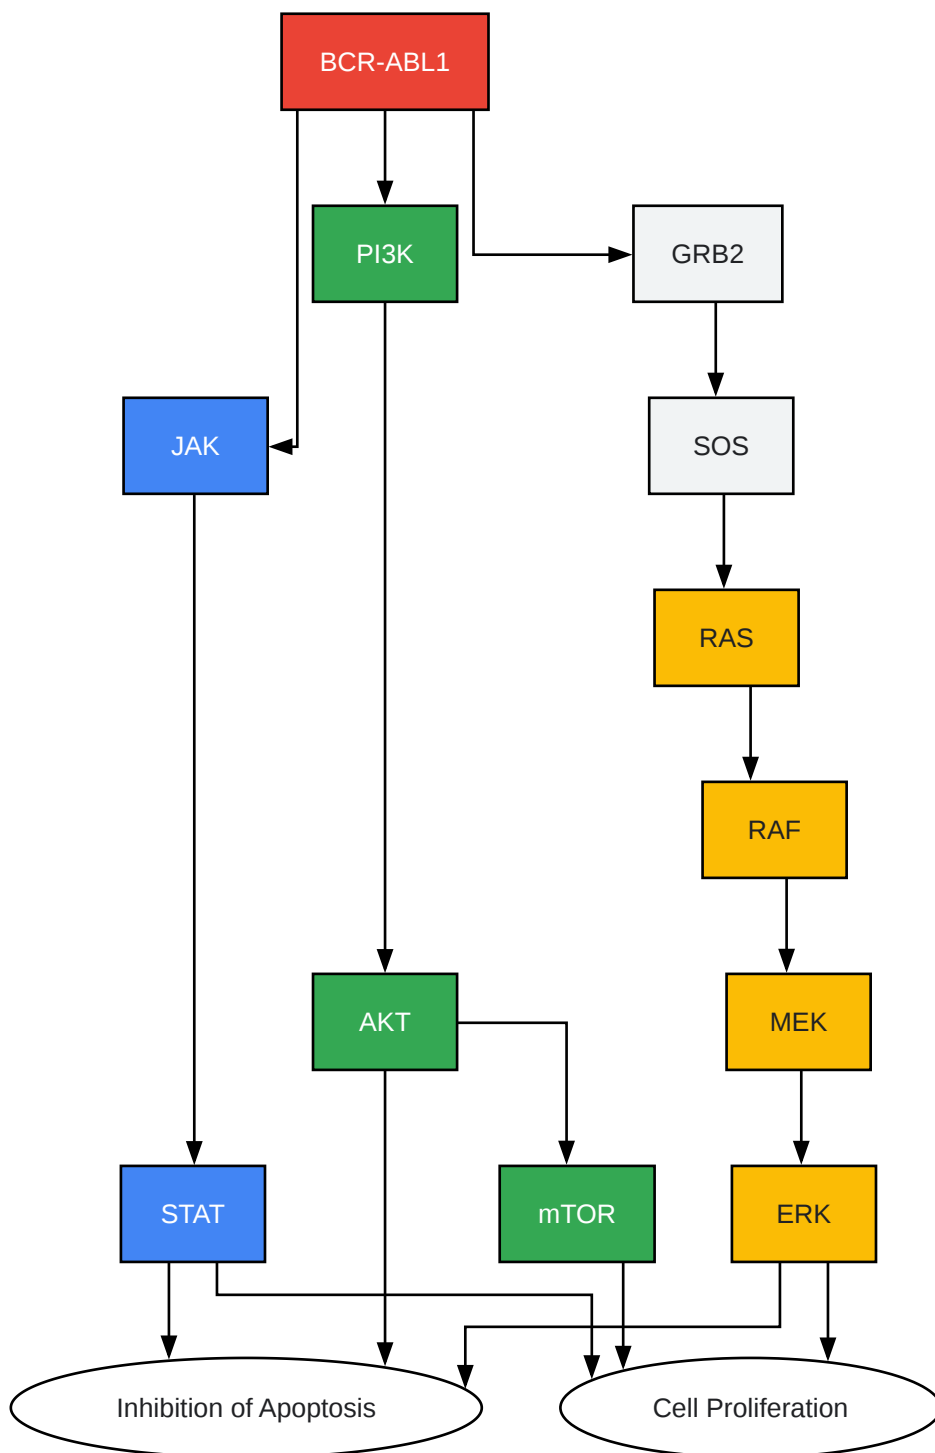 BCR-ABL1
PI3K
GRB2
JAK
SOS
RAS
RAF
AKT
MEK
STAT
mTOR
ERK
Inhibition of Apoptosis
Cell Proliferation